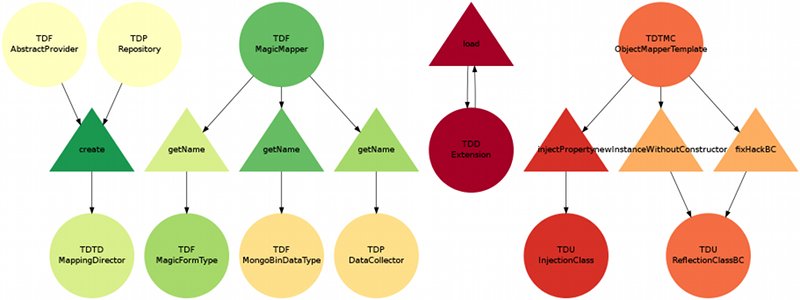 TDF
AbstractProvider
TDP
Repository
TDF
MagicMapper
load
TDTMC
ObjectMapperTemplate
create
getName
getName
getName
TDD
Extension
injectProperty
newInstanceWithoutConstructor
fixHackBC
TDTD
MappingDirector
TDF
MagicFormType
TDF
MongoBinDataType
TDP
DataCollector
TDU
InjectionClass
TDU
ReflectionClassBC